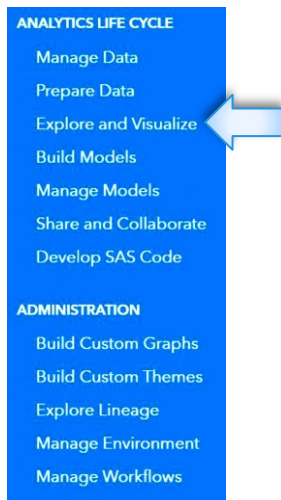 ANALYTICS LIFE CYCLE
Manage Data
Prepare Data
Explore and Visualize
Build Models
Manage Models
Share and Collaborate
Develop SAS Code
ADMINISTRATION
Build Custom Graphs
Build Custom Themes
Explore Lineage
Manage Environment
Manage Workflows